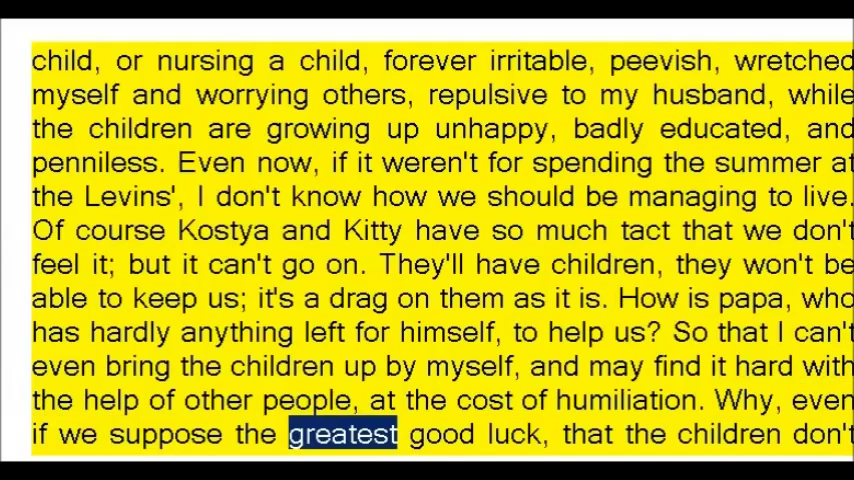 child, or nursing a child, forever irritable, peevish, wretched
myself and worrying others, repulsive to my husband, while
the children are growing up unhappy, badly educated, and
penniless. Even now, if it weren't for spending the summer at
the Levins', I don't know how we should be managing to live.
Of course Kostya and Kitty have so much tact that we don't
feel it; but it can't go on. They'll have children, they won't be
able to keep us; it's a drag on them as it is. How is papa, who
has hardly anything left for himself, to help us? So that I can't
even bring the children up by myself, and may find it hard with
the help of other people, at the cost of humiliation. Why, even
if we suppose the greatest good luck, that the children don't